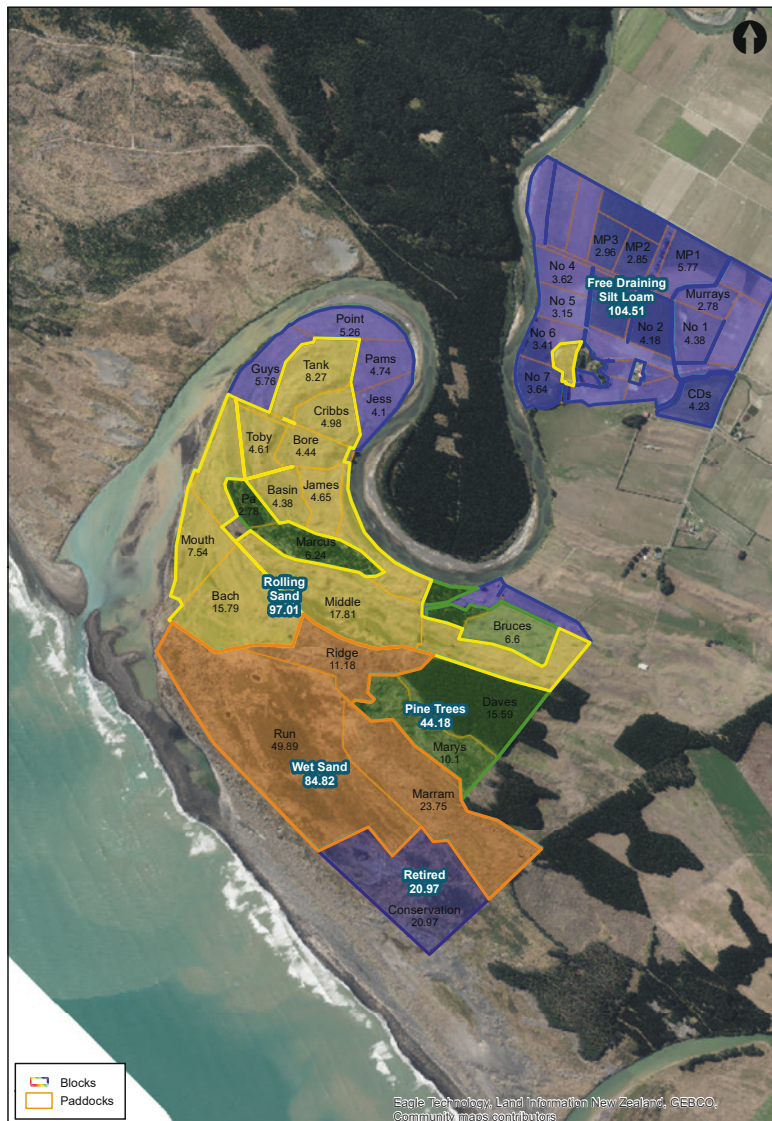 MP3
2.96
MP2
2.85
MP1
5.77
No 4
3.62
Free Draining
Silt Loam
104.51
Murrays
2.78
No 5
3.15
No 2
4.18
No 1
4.38
No 6
3.41
No 7
3.64
CDs
4.23
Point
5.26
Guys
5.76
Tank
8.27
Pams
4.74
Cribbs
4.98
Jess
4.1
Toby
4.61
Bore
4.44
Basin
4.38
James
4.65
Pa
2.78
Mouth
7.54
Marcus
6.24
Rolling
Sand
97.01
Bach
15.79
Middle
17.81
Bruces
6.6
Ridge
11.18
Pine Trees
44.18
Daves
15.59
Run
49.89
Marys
10.1
Wet Sand
84.82
Marram
23.75
Retired
20.97
Conservation
20.97
Blocks
Paddocks
Eagle Technology, Land Information New Zealand, GEBCO,
Community maps contributors